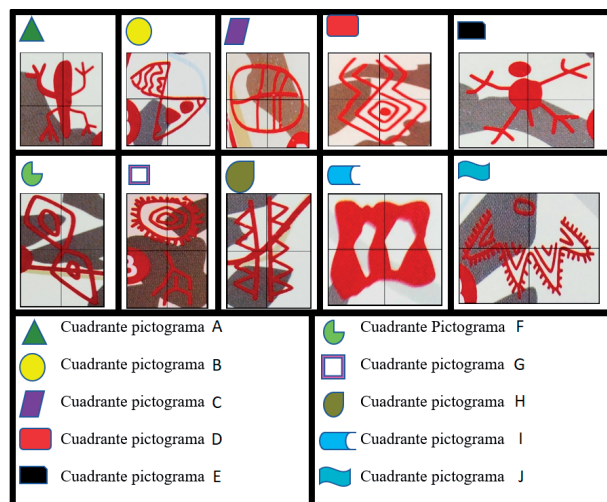 Cuadrante pictograma A
Cuadrante pictograma B
Cuadrante pictograma C
Cuadrante pictograma D
Cuadrante pictograma E
Cuadrante Pictograma F
Cuadrante pictograma G
Cuadrante pictograma H
Cuadrante pictograma I
Cuadrante pictograma J